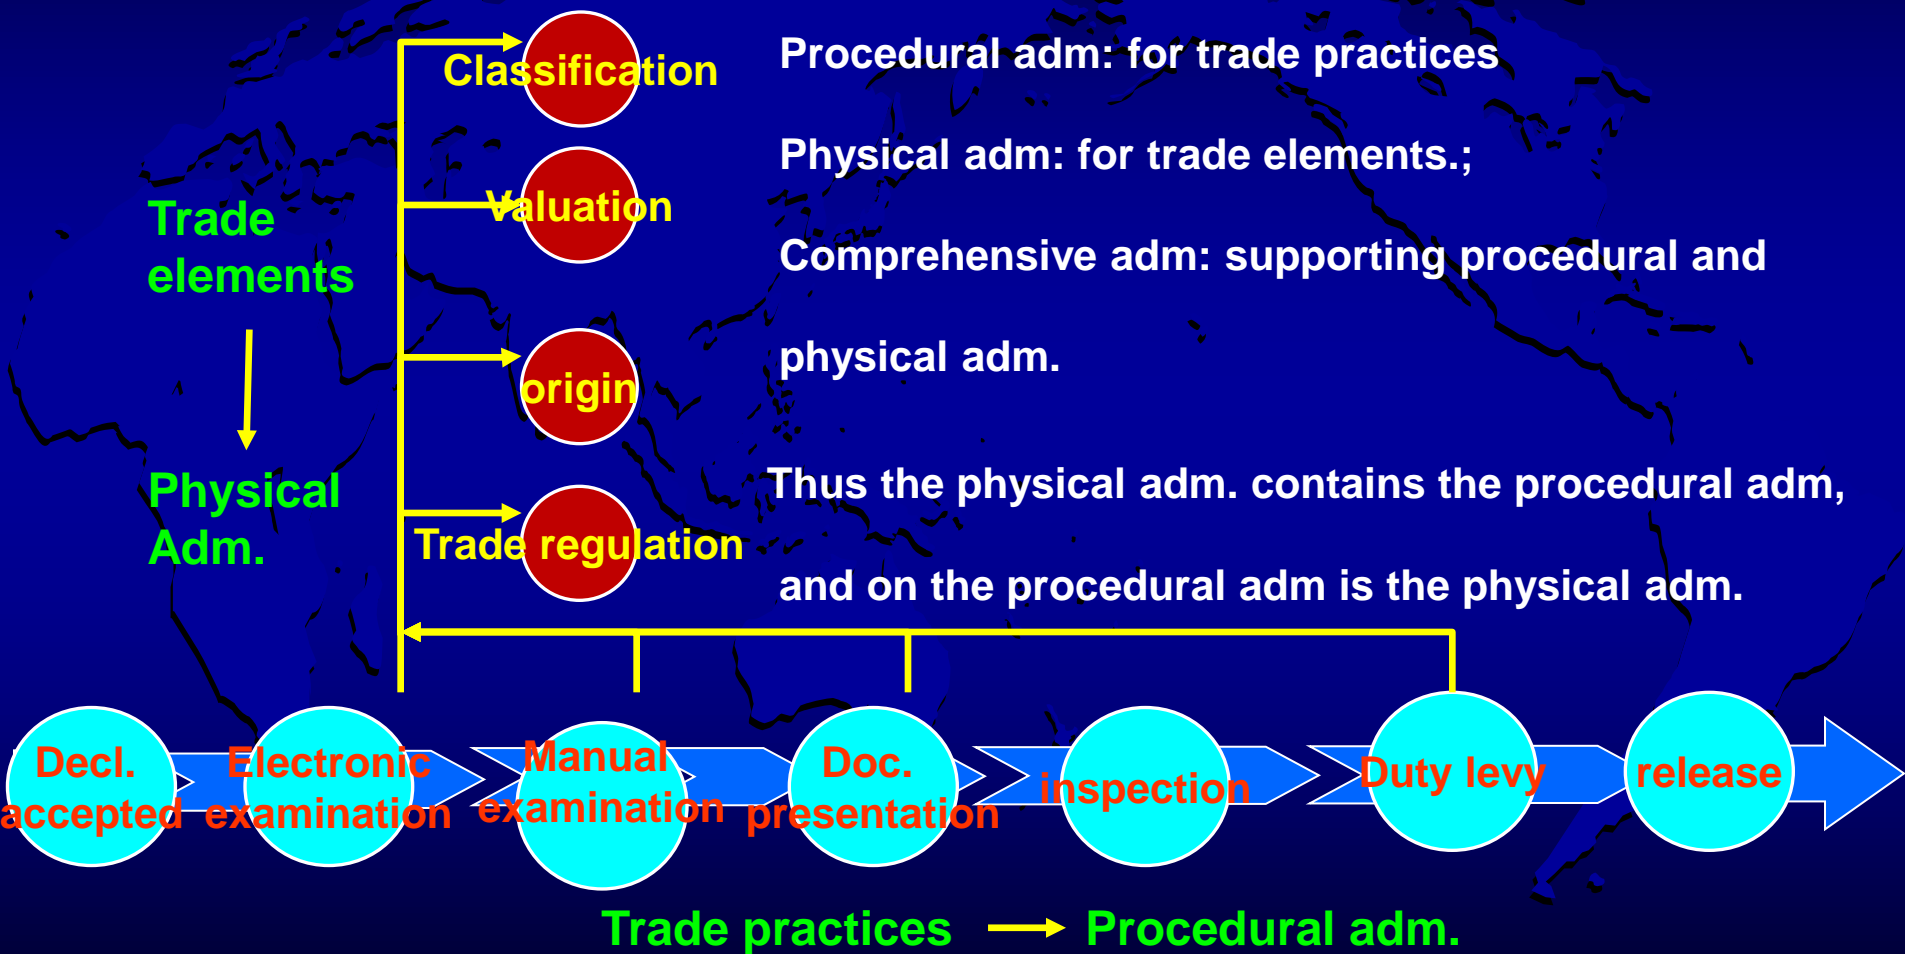 Classification
Valuation
origin
Trade regulation
Trade
elements
Physical
Adm.
Procedural adm: for trade practices
Physical adm: for trade elements.;
Comprehensive adm: supporting procedural and
physical adm.
Thus the physical adm. contains the procedural adm,
and on the procedural adm is the physical adm.
Decl.
accepted
Electronic
examination
Manual
examination
Doc.
presentation
inspection
Duty levy
release
Trade practices
Procedural adm.